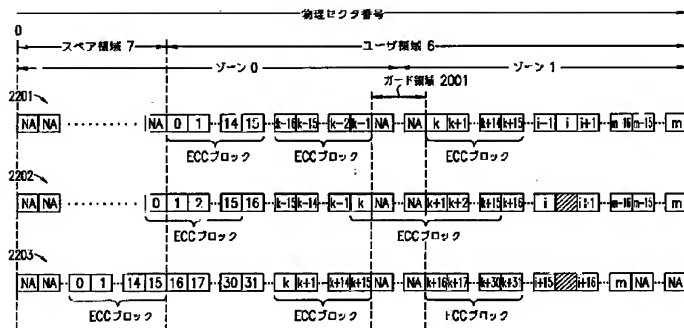 物理セクタ番号
0
スペア領域 7 ユーザ領域 6
ゾーン 0 ゾーン 1
ガード領域 2001
2201
NA NA ········· NA 0 1 ·· 14 15 ·· k-16 k-15 ·· k-2 k-1 NA ·· NA k k+1 ·· k+14 k+15 ·· i-1 i i+1 ·· m-16 m-15 ·· m
ECCブロック ECCブロック ECCブロック
2202
NA NA ········· 0 1 2 ·· 15 16 ·· k-15 k-14 ·· k-1 k NA ·· NA k+1 k+2 ·· k+15 k+16 ·· i i+1 ·· m-16 m-15 ·· m
ECCブロック ECCブロック
2203
NA NA ·· 0 1 ·· 14 15 16 17 ·· 30 31 ·· k k+1 ·· k+14 k+15 NA ·· NA k+16 k+17 ·· k+30 k+31 ·· i+15 i+16 ·· m NA ·· NA
ECCブロック ECCブロック ECCブロック